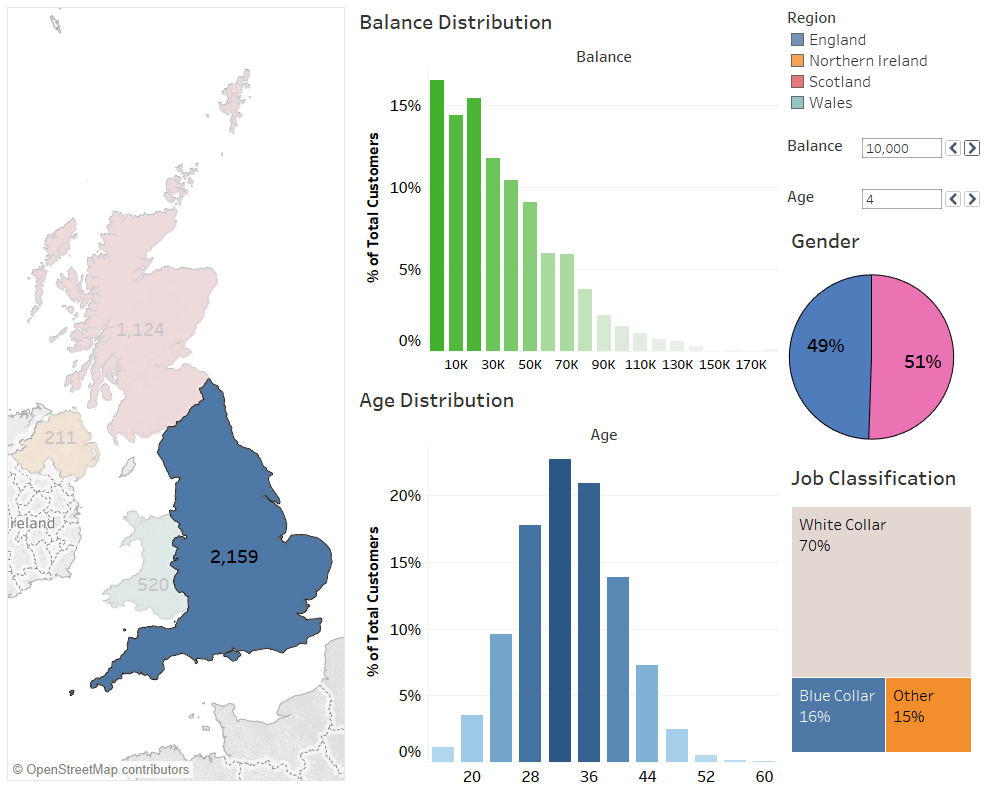 1,124
211
reland
2,159
520
© OpenStreetMap contributors
Balance Distribution
Balance
% of Total Customers
15%
10%
5%
0%
10K 30K 50K 70K 90K 110K 130K 150K 170K
Age Distribution
Age
% of Total Customers
20%
15%
10%
5%
0%
20 28 36 44 52 60
Region
England
Northern Ireland
Scotland
Wales
Balance 10,000
Age 4
Gender
49% 51%
Job Classification
White Collar
70%
Blue Collar
16%
Other
15%